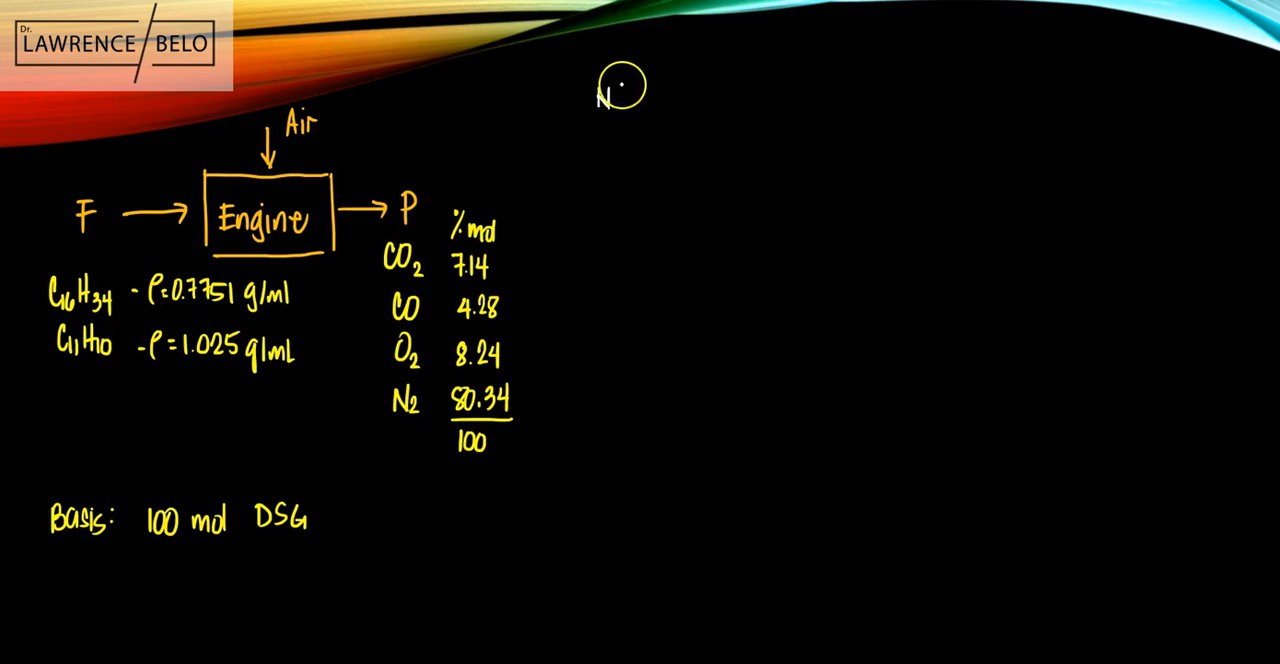 Dr.
LAWRENCE / BELO
N
Air
F → Engine → P
% mol
CO₂ 7.14
CO 4.28
O₂ 8.24
N₂ 80.34
100
C₁₆H₃₄ - ρ=0.7751 g/ml
C₁₁H₁₀ - ρ=1.025 g/mL
Basis: 100 mol DSG